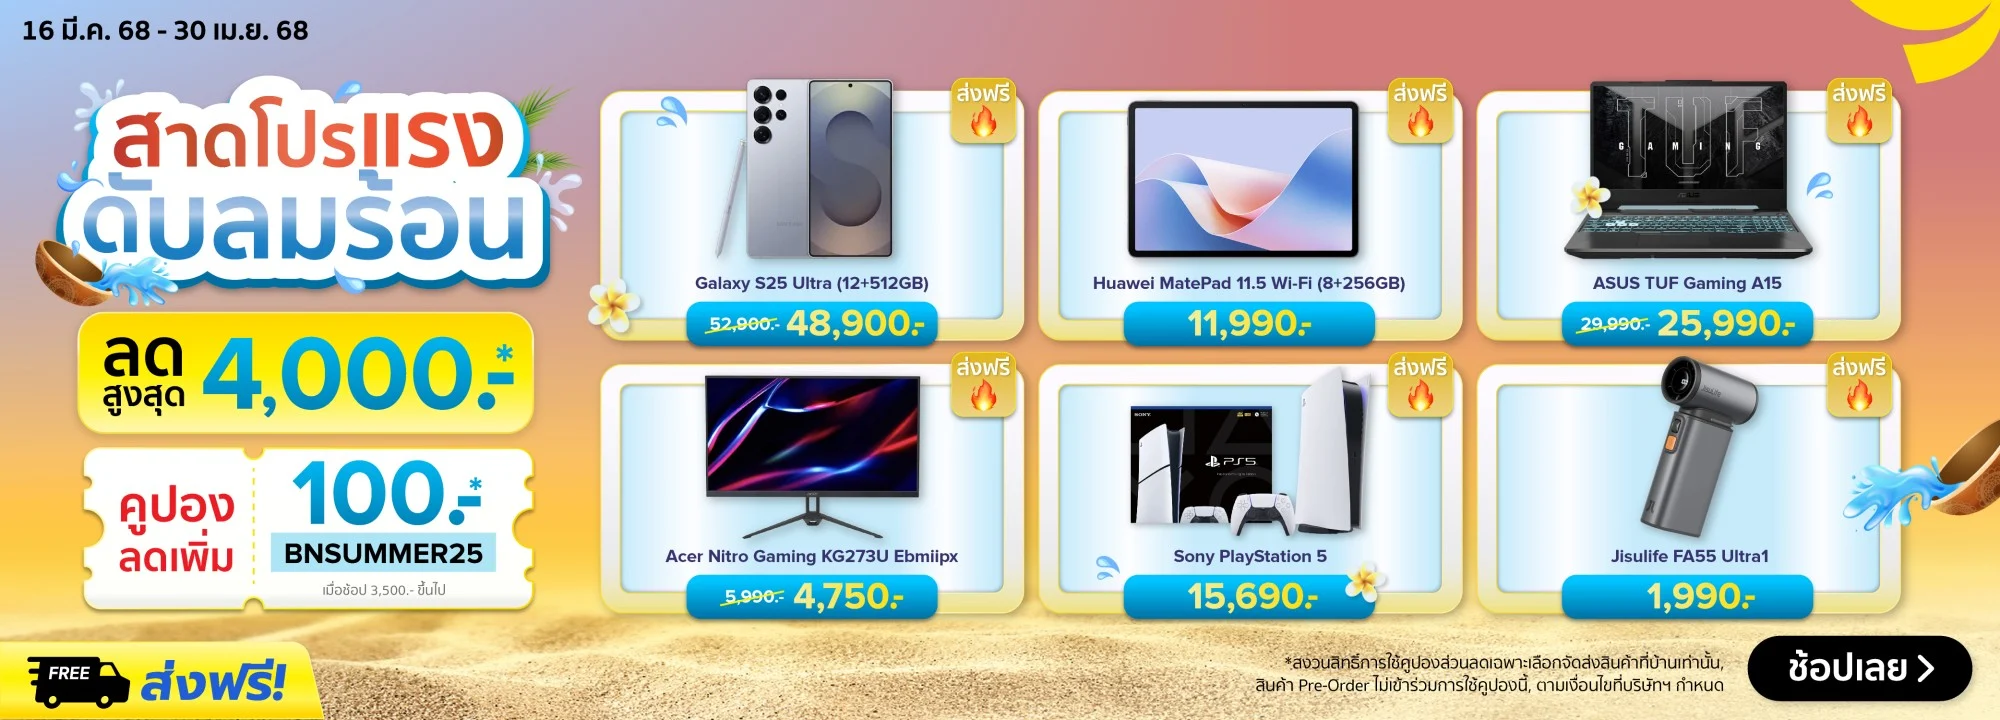 16 มี.ค. 68 - 30 เม.ย. 68
สาดโปรแรง
ดับลมร้อน
ลด
สูงสุด
4,000.-*
คูปอง
ลดเพิ่ม
100.-*
BNSUMMER25
เมื่อช้อป 3,500.- ขึ้นไป
FREE
ส่งฟรี!
ส่งฟรี
Galaxy S25 Ultra (12+512GB)
52,900.- 48,900.-
ส่งฟรี
Huawei MatePad 11.5 Wi-Fi (8+256GB)
11,990.-
ส่งฟรี
TUF
GAMING
ASUS TUF Gaming A15
29,990.- 25,990.-
ส่งฟรี
Acer Nitro Gaming KG273U Ebmiipx
5,990.- 4,750.-
ส่งฟรี
SONY
PS5
Sony PlayStation 5
15,690.-
ส่งฟรี
Jisulife FA55 Ultra1
1,990.-
*สงวนสิทธิ์การใช้คูปองส่วนลดเฉพาะเลือกจัดส่งสินค้าที่บ้านเท่านั้น,
สินค้า Pre-Order ไม่เข้าร่วมการใช้คูปองนี้, ตามเงื่อนไขที่บริษัทฯ กำหนด
ช้อปเลย